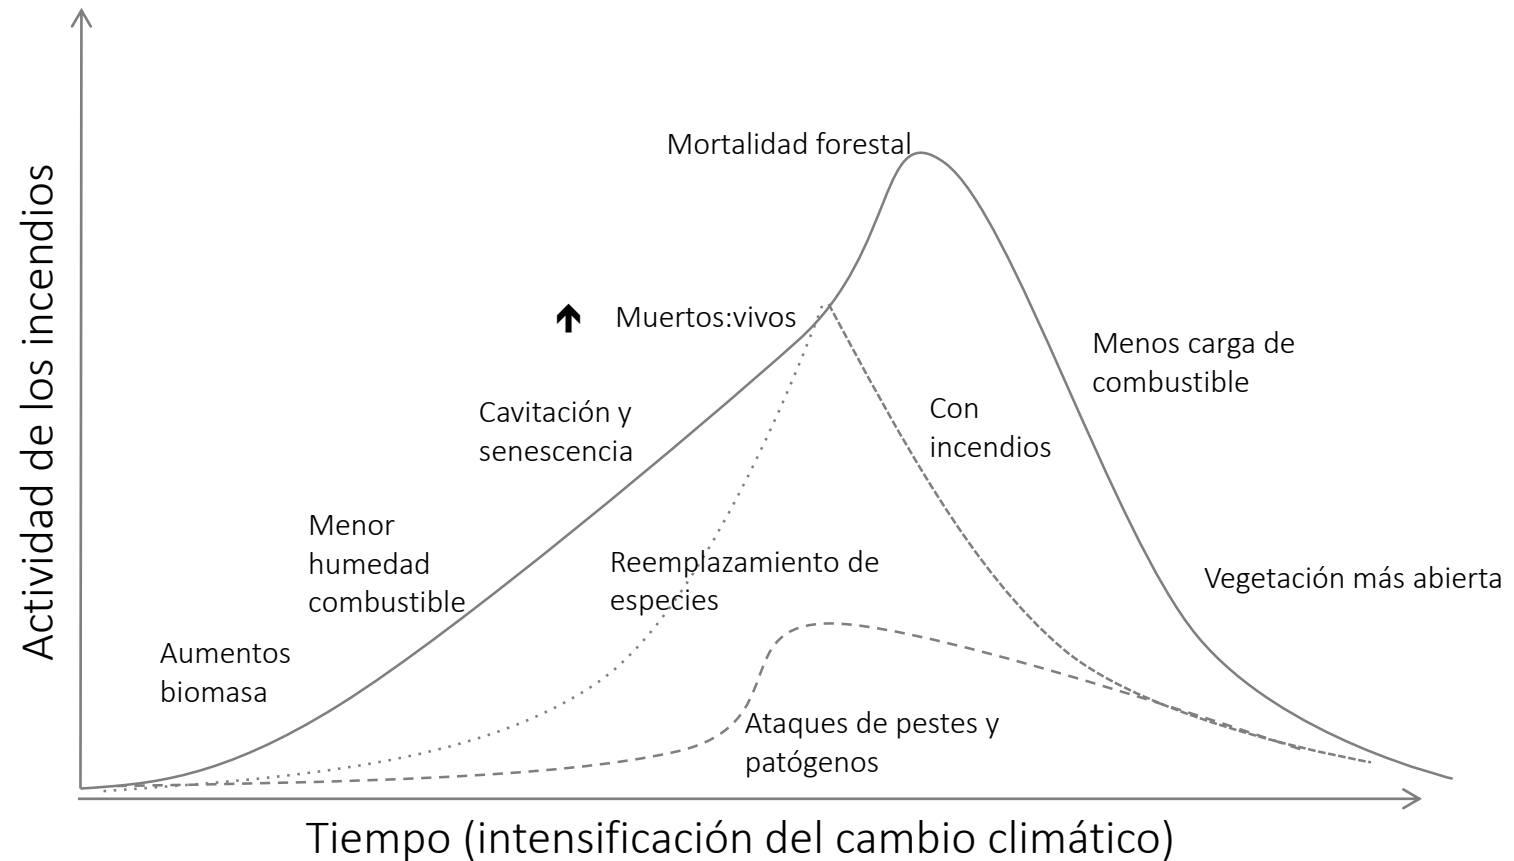 Actividad de los incendios
Mortalidad forestal
Muertos:vivos
Menos carga de
combustible
Cavitación y
senescencia
Con
incendios
Menor
humedad
combustible
Reemplazamiento de
especies
Vegetación más abierta
Aumentos
biomasa
Ataques de pestes y
patógenos
Tiempo (intensificación del cambio climático)